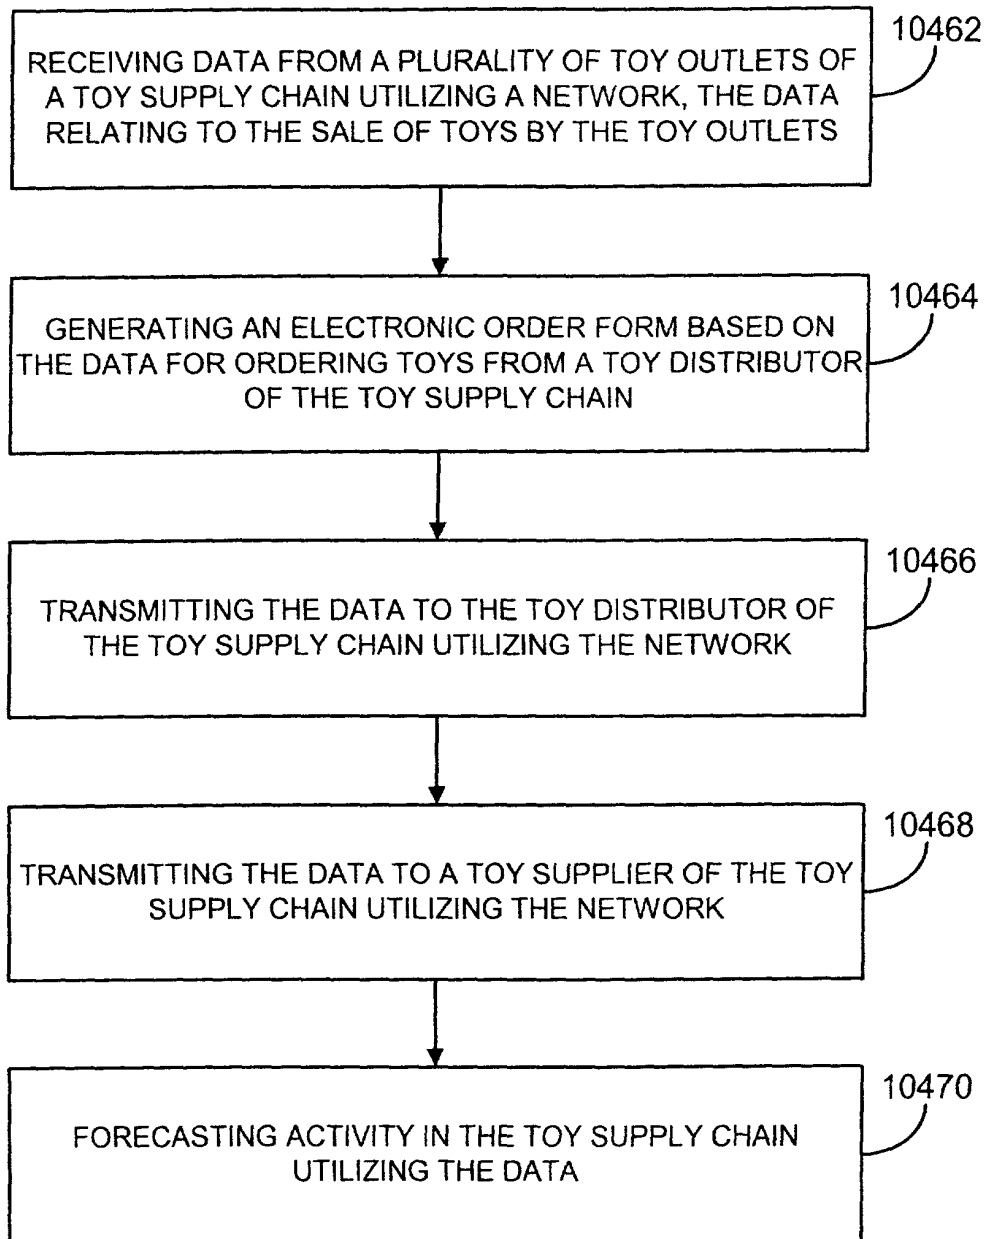 10462
RECEIVING DATA FROM A PLURALITY OF TOY OUTLETS OF
A TOY SUPPLY CHAIN UTILIZING A NETWORK, THE DATA
RELATING TO THE SALE OF TOYS BY THE TOY OUTLETS
10464
GENERATING AN ELECTRONIC ORDER FORM BASED ON
THE DATA FOR ORDERING TOYS FROM A TOY DISTRIBUTOR
OF THE TOY SUPPLY CHAIN
10466
TRANSMITTING THE DATA TO THE TOY DISTRIBUTOR OF
THE TOY SUPPLY CHAIN UTILIZING THE NETWORK
10468
TRANSMITTING THE DATA TO A TOY SUPPLIER OF THE TOY
SUPPLY CHAIN UTILIZING THE NETWORK
10470
FORECASTING ACTIVITY IN THE TOY SUPPLY CHAIN
UTILIZING THE DATA